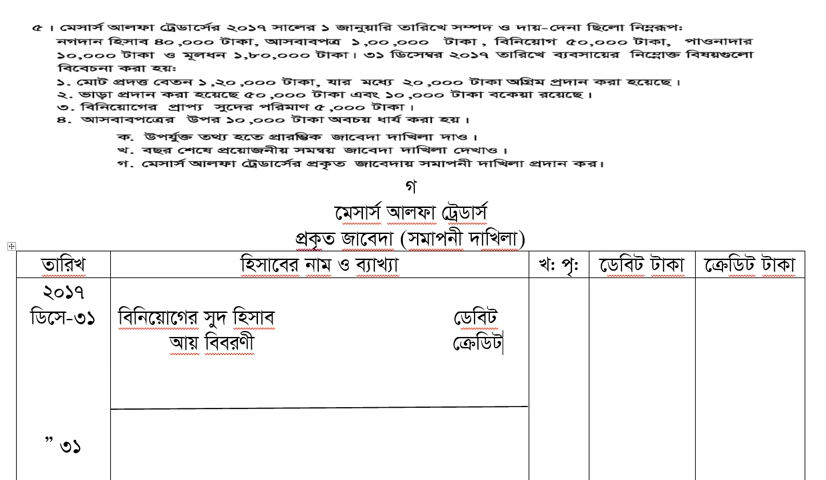 ৫। মেসার্স আলফা ট্রেডার্সের ২০১৭ সালের ১ জানুয়ারি তারিখে সম্পদ ও দায়-দেনা ছিলো নিম্নরূপ:
নগদান হিসাব ৪০,০০০ টাকা, আসবাবপত্র ১,০০,০০০ টাকা, বিনিয়োগ ৫০,০০০ টাকা, পাওনাদার
১০,০০০ টাকা ও মূলধন ১,৮০,০০০ টাকা। ৩১ ডিসেম্বর ২০১৭ তারিখে ব্যবসায়ের নিম্নোক্ত বিষয়গুলো
বিবেচনা করা হয়:
১. মোট প্রদত্ত বেতন ১,২০,০০০ টাকা, যার মধ্যে ২০,০০০ টাকা অগ্রিম প্রদান করা হয়েছে।
২. ভাড়া প্রদান করা হয়েছে ৫০,০০০ টাকা এবং ১০,০০০ টাকা বকেয়া রয়েছে।
৩. বিনিয়োগের প্রাপ্য সুদের পরিমাণ ৫,০০০ টাকা।
৪. আসবাবপত্রের উপর ১০,০০০ টাকা অবচয় ধার্য করা হয়।
ক. উপর্যুক্ত তথ্য হতে প্রারম্ভিক জাবেদা দাখিলা দাও।
খ. বছর শেষে প্রয়োজনীয় সমন্বয় জাবেদা দাখিলা দেখাও।
গ. মেসার্স আলফা ট্রেডার্সের প্রকৃত জাবেদায় সমাপনী দাখিলা প্রদান কর।
গ
মেসার্স আলফা ট্রেডার্স
প্রকৃত জাবেদা (সমাপনী দাখিলা)
তারিখ হিসাবের নাম ও ব্যাখ্যা খ: পৃ: ডেবিট টাকা ক্রেডিট টাকা
২০১৭
ডিসে-৩১ বিনিয়োগের সুদ হিসাব ডেবিট
আয় বিবরণী ক্রেডিট
” ৩১